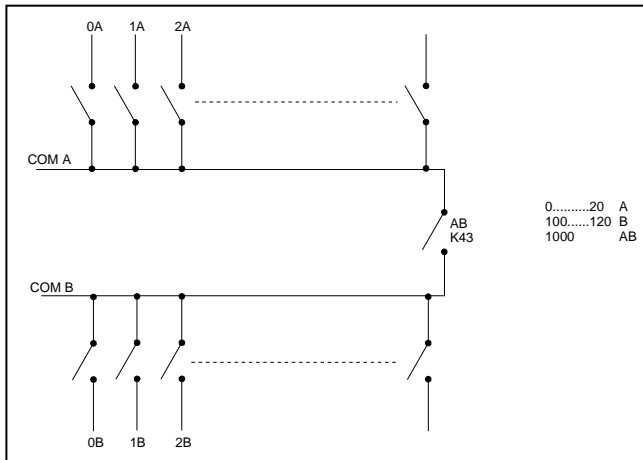 0A 1A 2A
COM A
AB
K43
0..........20 A
100......120 B
1000 AB
COM B
0B 1B 2B